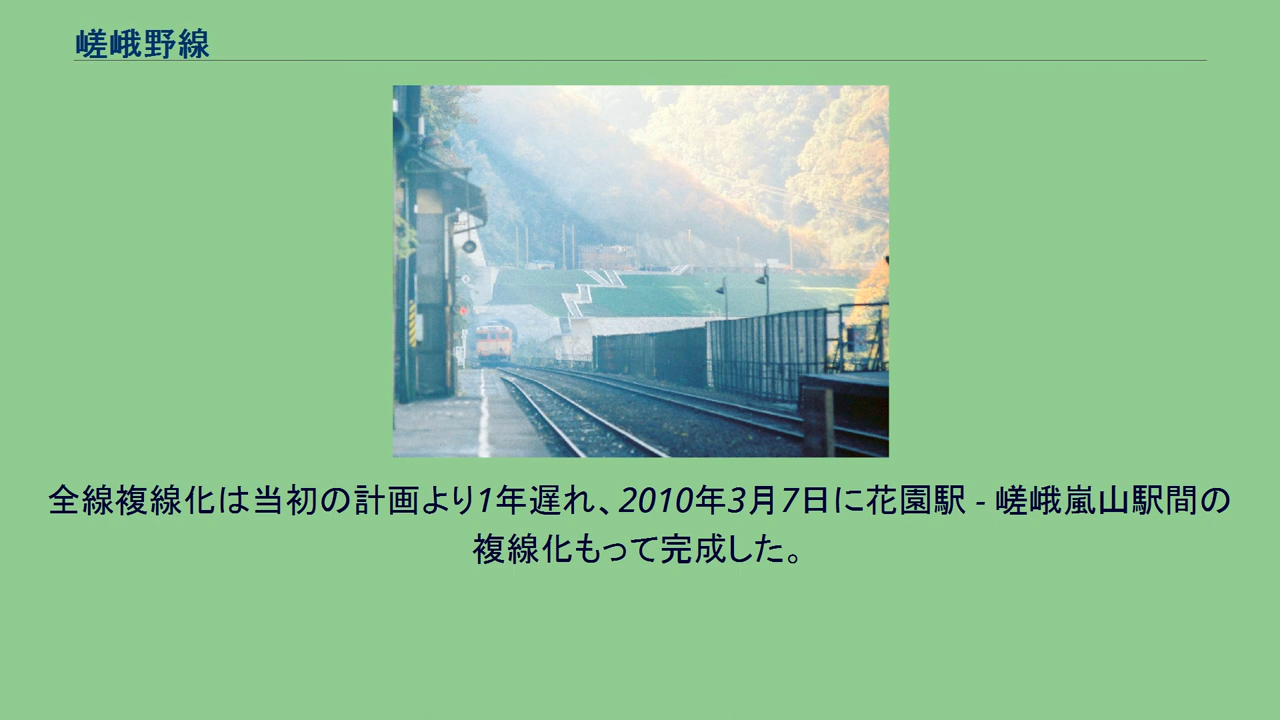 嵯峨野線
全線複線化は当初の計画より1年遅れ、2010年3月7日に花園駅 - 嵯峨嵐山駅間の
複線化もって完成した。